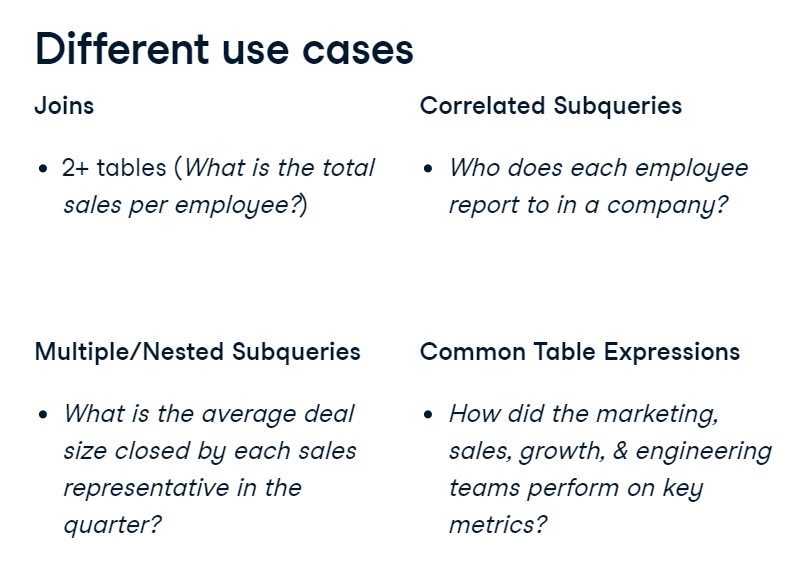 Different use cases
Joins
• 2+ tables (What is the total
sales per employee?)
Correlated Subqueries
• Who does each employee
report to in a company?
Multiple/Nested Subqueries
• What is the average deal
size closed by each sales
representative in the
quarter?
Common Table Expressions
• How did the marketing,
sales, growth, & engineering
teams perform on key
metrics?